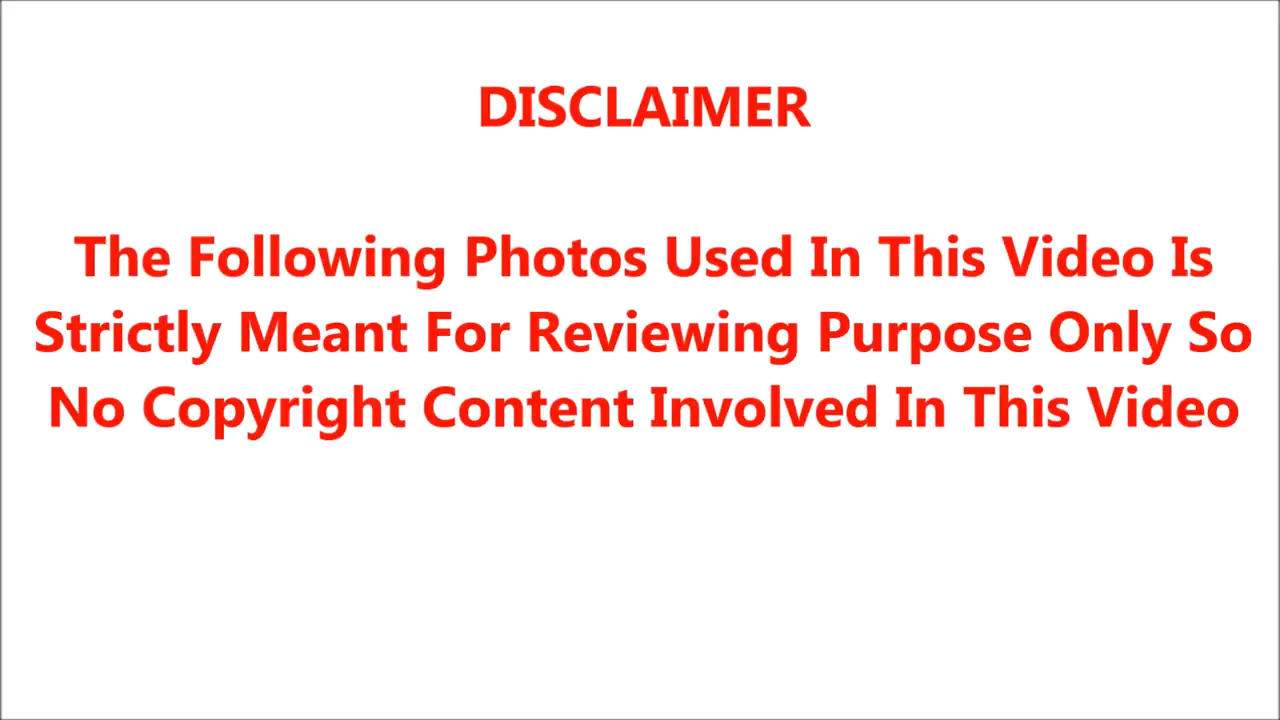 DISCLAIMER
The Following Photos Used In This Video Is
Strictly Meant For Reviewing Purpose Only So
No Copyright Content Involved In This Video